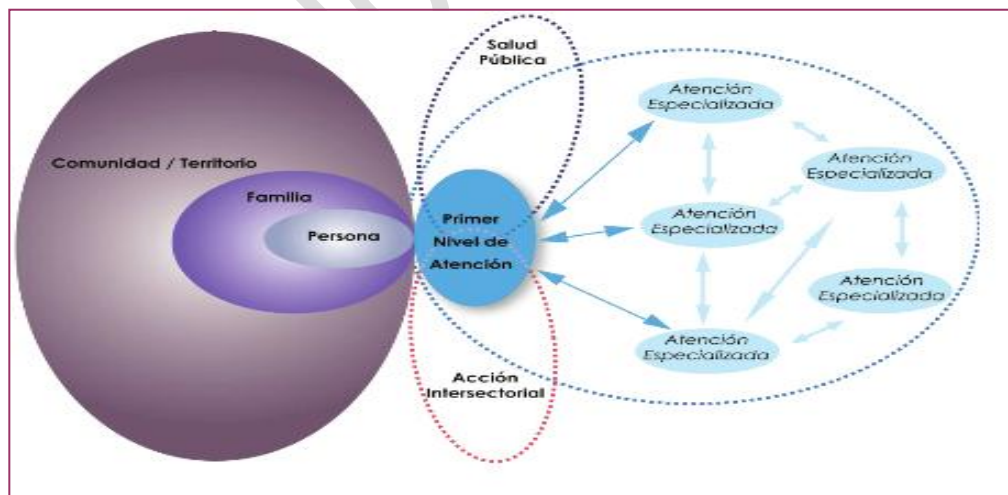 Salud
Pública
Atención
Especializada
Comunidad / Territorio
Familia
Persona
Primer
Nivel de
Atención
Atención
Especializada
Atención
Especializada
Atención
Especializada
Atención
Especializada
Acción
Intersectorial